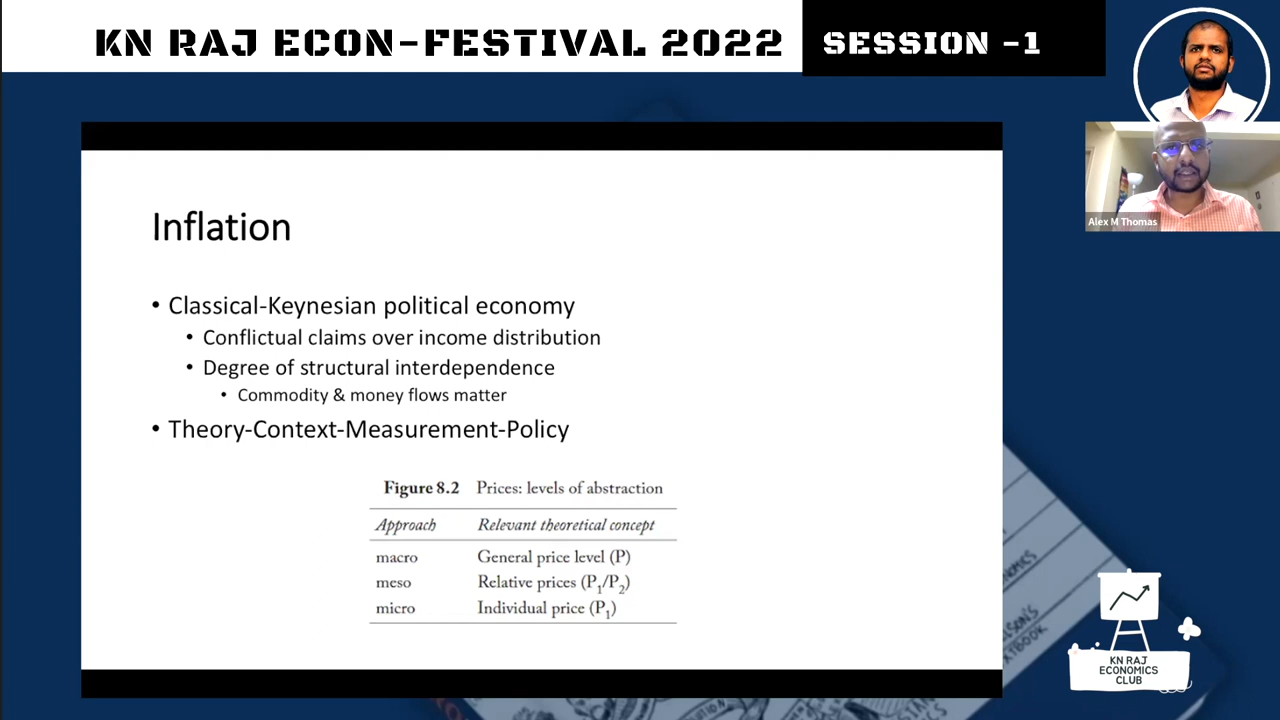 KN RAJ ECON-FESTIVAL 2022
SESSION -1
Alex M Thomas
Inflation
• Classical-Keynesian political economy
• Conflictual claims over income distribution
• Degree of structural interdependence
• Commodity & money flows matter
• Theory-Context-Measurement-Policy
Figure 8.2 Prices: levels of abstraction
Approach Relevant theoretical concept
macro General price level (P)
meso Relative prices (P₁/P₂)
micro Individual price (P₁)
KN RAJ
ECONOMICS
CLUB